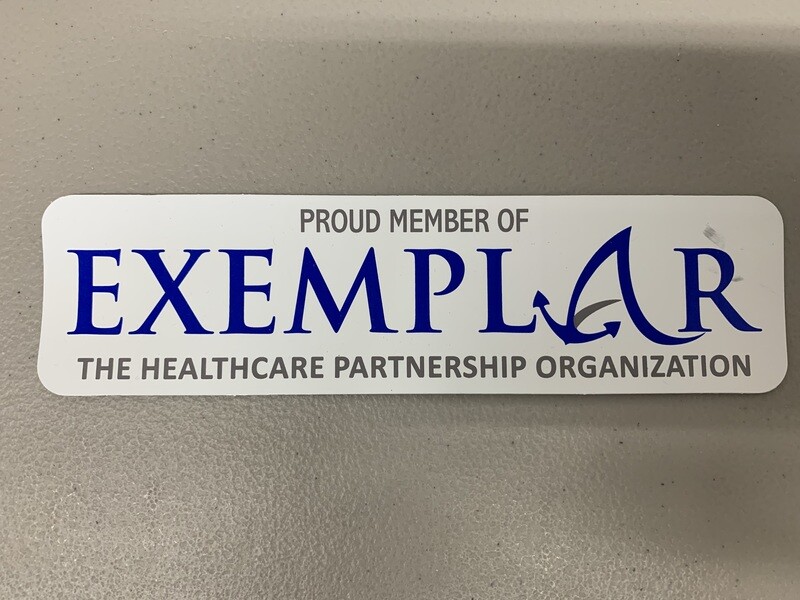 PROUD MEMBER OF
EXEMPLAR
THE HEALTHCARE PARTNERSHIP ORGANIZATION